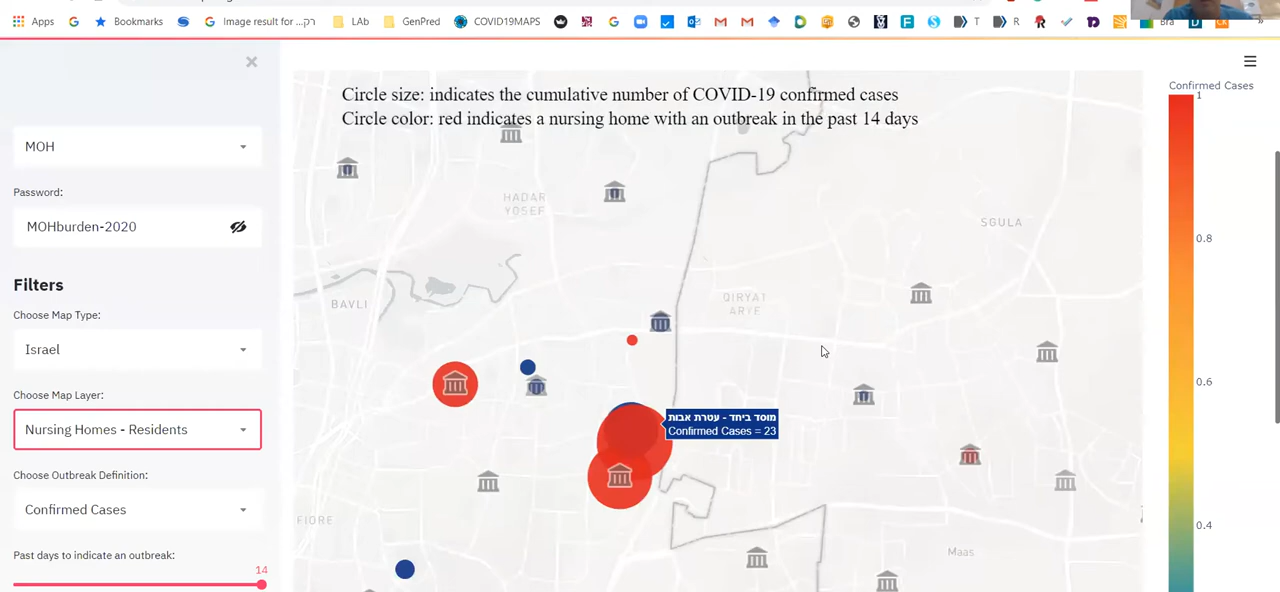 Apps
Bookmarks
Image result for ...רק
LAb
GenPred
COVID19MAPS
T
R
Bra
Circle size: indicates the cumulative number of COVID-19 confirmed cases
Circle color: red indicates a nursing home with an outbreak in the past 14 days
MOH
Password:
MOHburden-2020
Filters
Choose Map Type:
Israel
Choose Map Layer:
Nursing Homes - Residents
Choose Outbreak Definition:
Confirmed Cases
Past days to indicate an outbreak:
14
HADAR
YOSEF
SGULA
BAVLI
QIRYAT
ARYE
מוסד ביחד - עטרת אבות
Confirmed Cases = 23
FIORE
Maas
Confirmed Cases
1
0.8
0.6
0.4